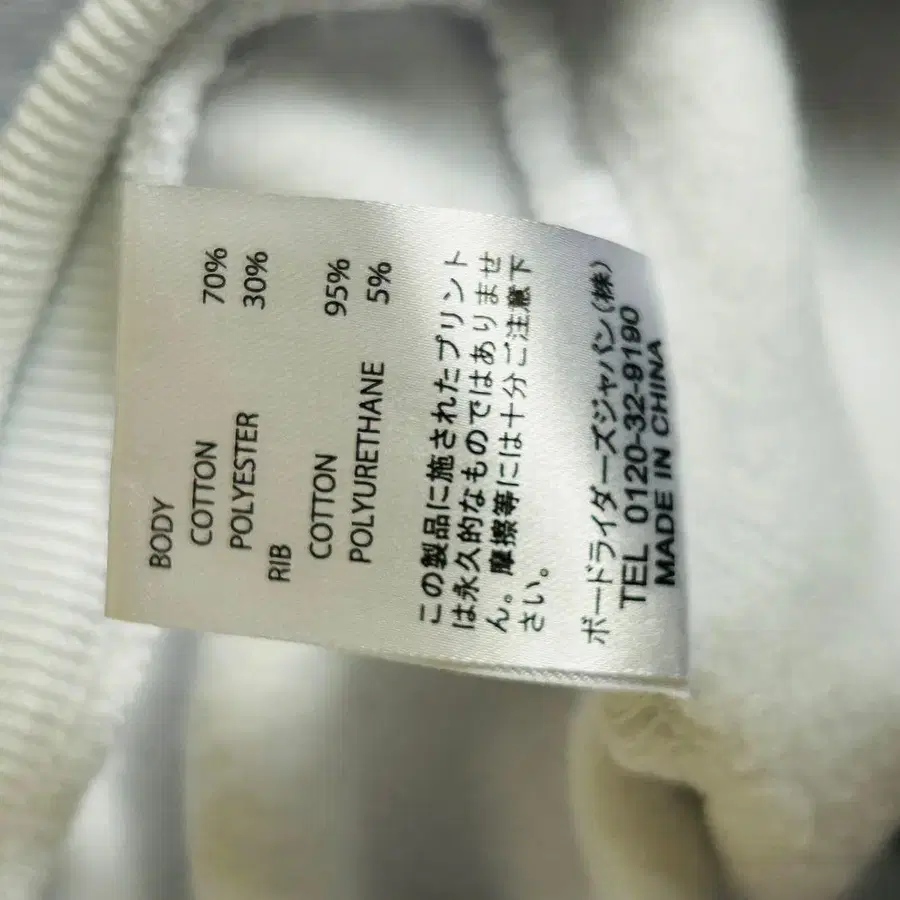 BODY
COTTON 70%
POLYESTER 30%
RIB
COTTON 95%
POLYURETHANE 5%
この製品に施されたプリント
は永久的なものではありませ
ん。摩擦等には十分ご注意下
さい。
ボードライダーズジャパン(株)
TEL 0120-32-9190
MADE IN CHINA